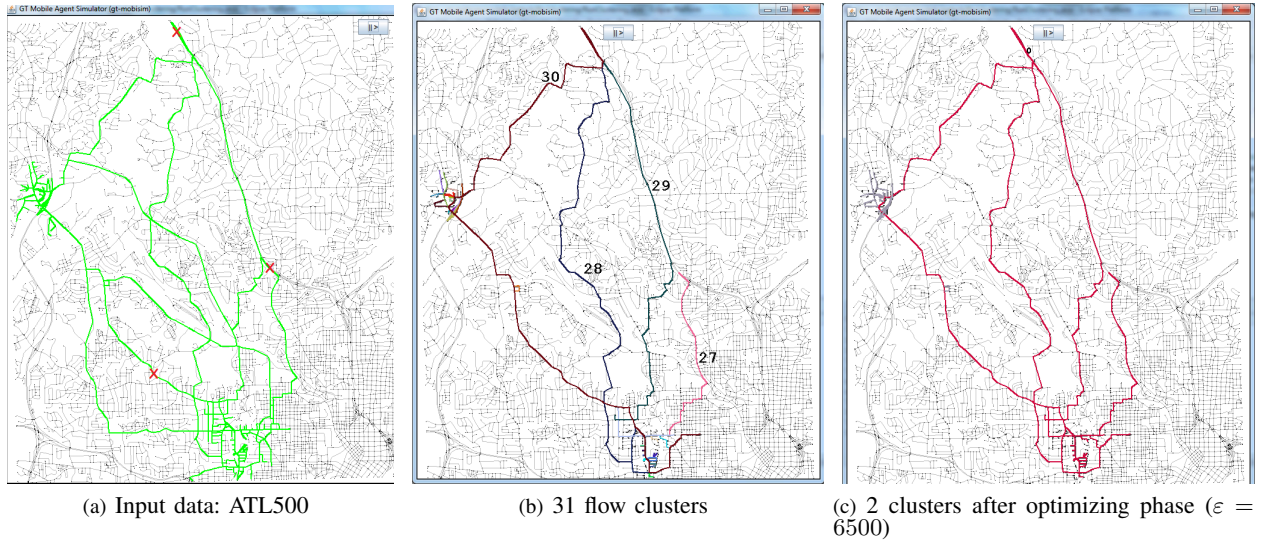 GT Mobile Agent Simulator (gt-mobisim)
GT Mobile Agent Simulator (gt-mobisim)
GT Mobile Agent Simulator (gt-mobisim)
|| >
|| >
|| >
30
29
28
27
0
(a) Input data: ATL500
(b) 31 flow clusters
(c) 2 clusters after optimizing phase (ε =
6500)